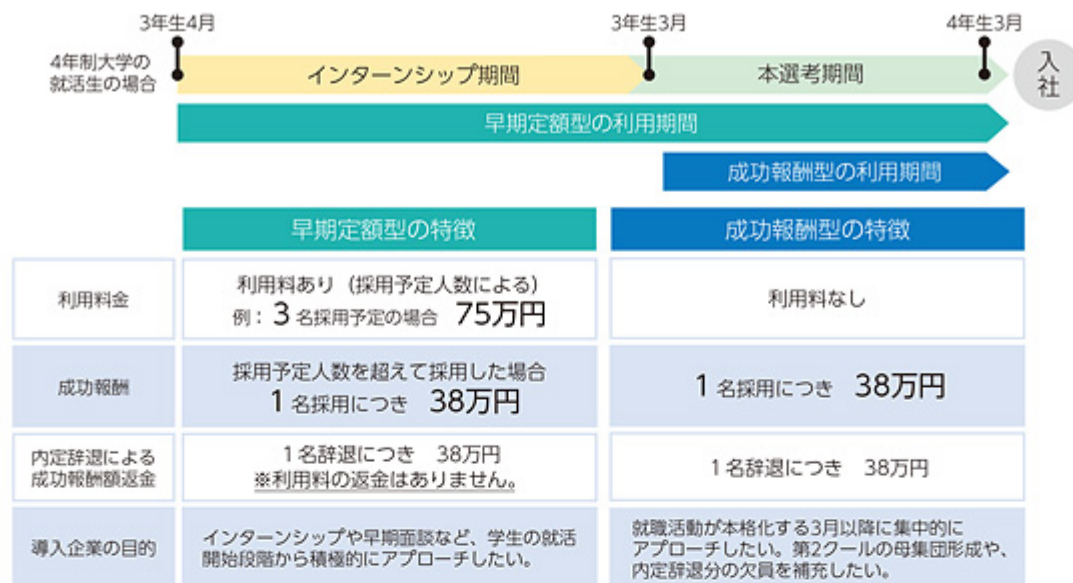 3年生4月
3年生3月
4年生3月
4年制大学の
就活生の場合
インターンシップ期間
本選考期間
入
社
早期定額型の利用期間
成功報酬型の利用期間
早期定額型の特徴
成功報酬型の特徴
利用料金
利用料あり（採用予定人数による）
例： 3 名採用予定の場合 75万円
利用料なし
成功報酬
採用予定人数を超えて採用した場合
1 名採用につき 38万円
1 名採用につき 38万円
内定辞退による
成功報酬額返金
1名辞退につき 38万円
※利用料の返金はありません。
1名辞退につき 38万円
導入企業の目的
インターンシップや早期面談など、学生の就活
開始段階から積極的にアプローチしたい。
就職活動が本格化する3月以降に集中的に
アプローチしたい。第2クールの母集団形成や、
内定辞退分の欠員を補充したい。